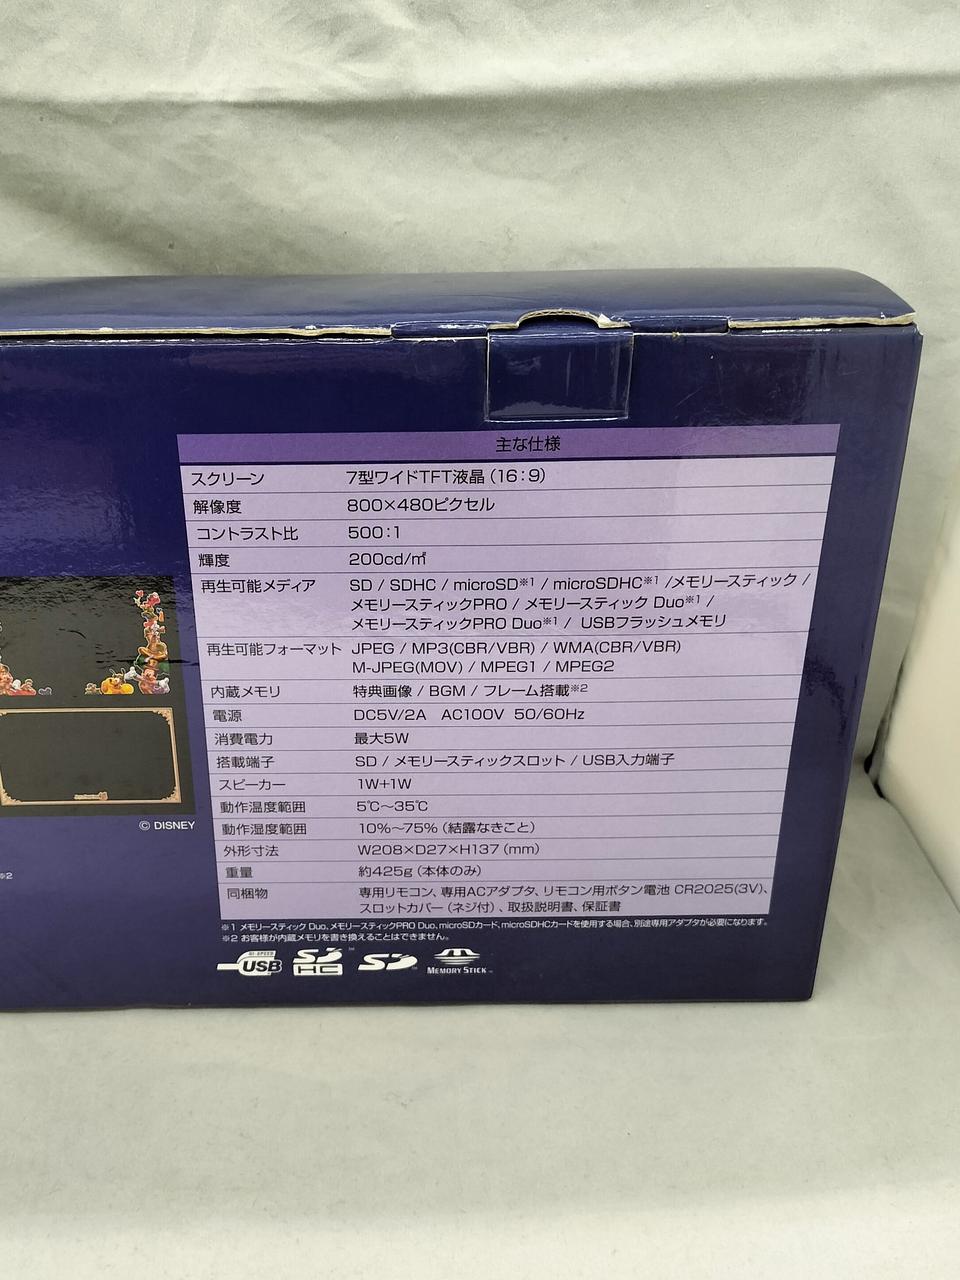 主な仕様
スクリーン 7型ワイドTFT液晶(16:9)
解像度 800×480ピクセル
コントラスト比 500:1
輝度 200cd/㎡
再生可能メディア SD / SDHC / microSD※1 / microSDHC※1 /メモリースティック /
メモリースティックPRO / メモリースティック Duo※1 /
メモリースティックPRO Duo※1 / USBフラッシュメモリ
再生可能フォーマット JPEG / MP3(CBR/VBR) / WMA(CBR/VBR)
M-JPEG(MOV) / MPEG1 / MPEG2
内蔵メモリ 特典画像 / BGM / フレーム搭載※2
電源 DC5V/2A AC100V 50/60Hz
消費電力 最大5W
搭載端子 SD / メモリースティックスロット / USB入力端子
スピーカー 1W+1W
動作温度範囲 5℃～35℃
動作湿度範囲 10%～75% (結露なきこと)
外形寸法 W208×D27×H137 (mm)
重量 約425g (本体のみ)
同梱物 専用リモコン、専用ACアダプタ、リモコン用ボタン電池 CR2025(3V)、
スロットカバー (ネジ付)、取扱説明書、保証書
※1 メモリースティック Duo、メモリースティックPRO Duo、microSDカード、microSDHCカードを使用する場合、別途専用アダプタが必要になります。
※2 お客様が内蔵メモリを書き換えることはできません。
© DISNEY
※2
HI-SPEED
USB
SD
HC
SD
MEMORY STICK